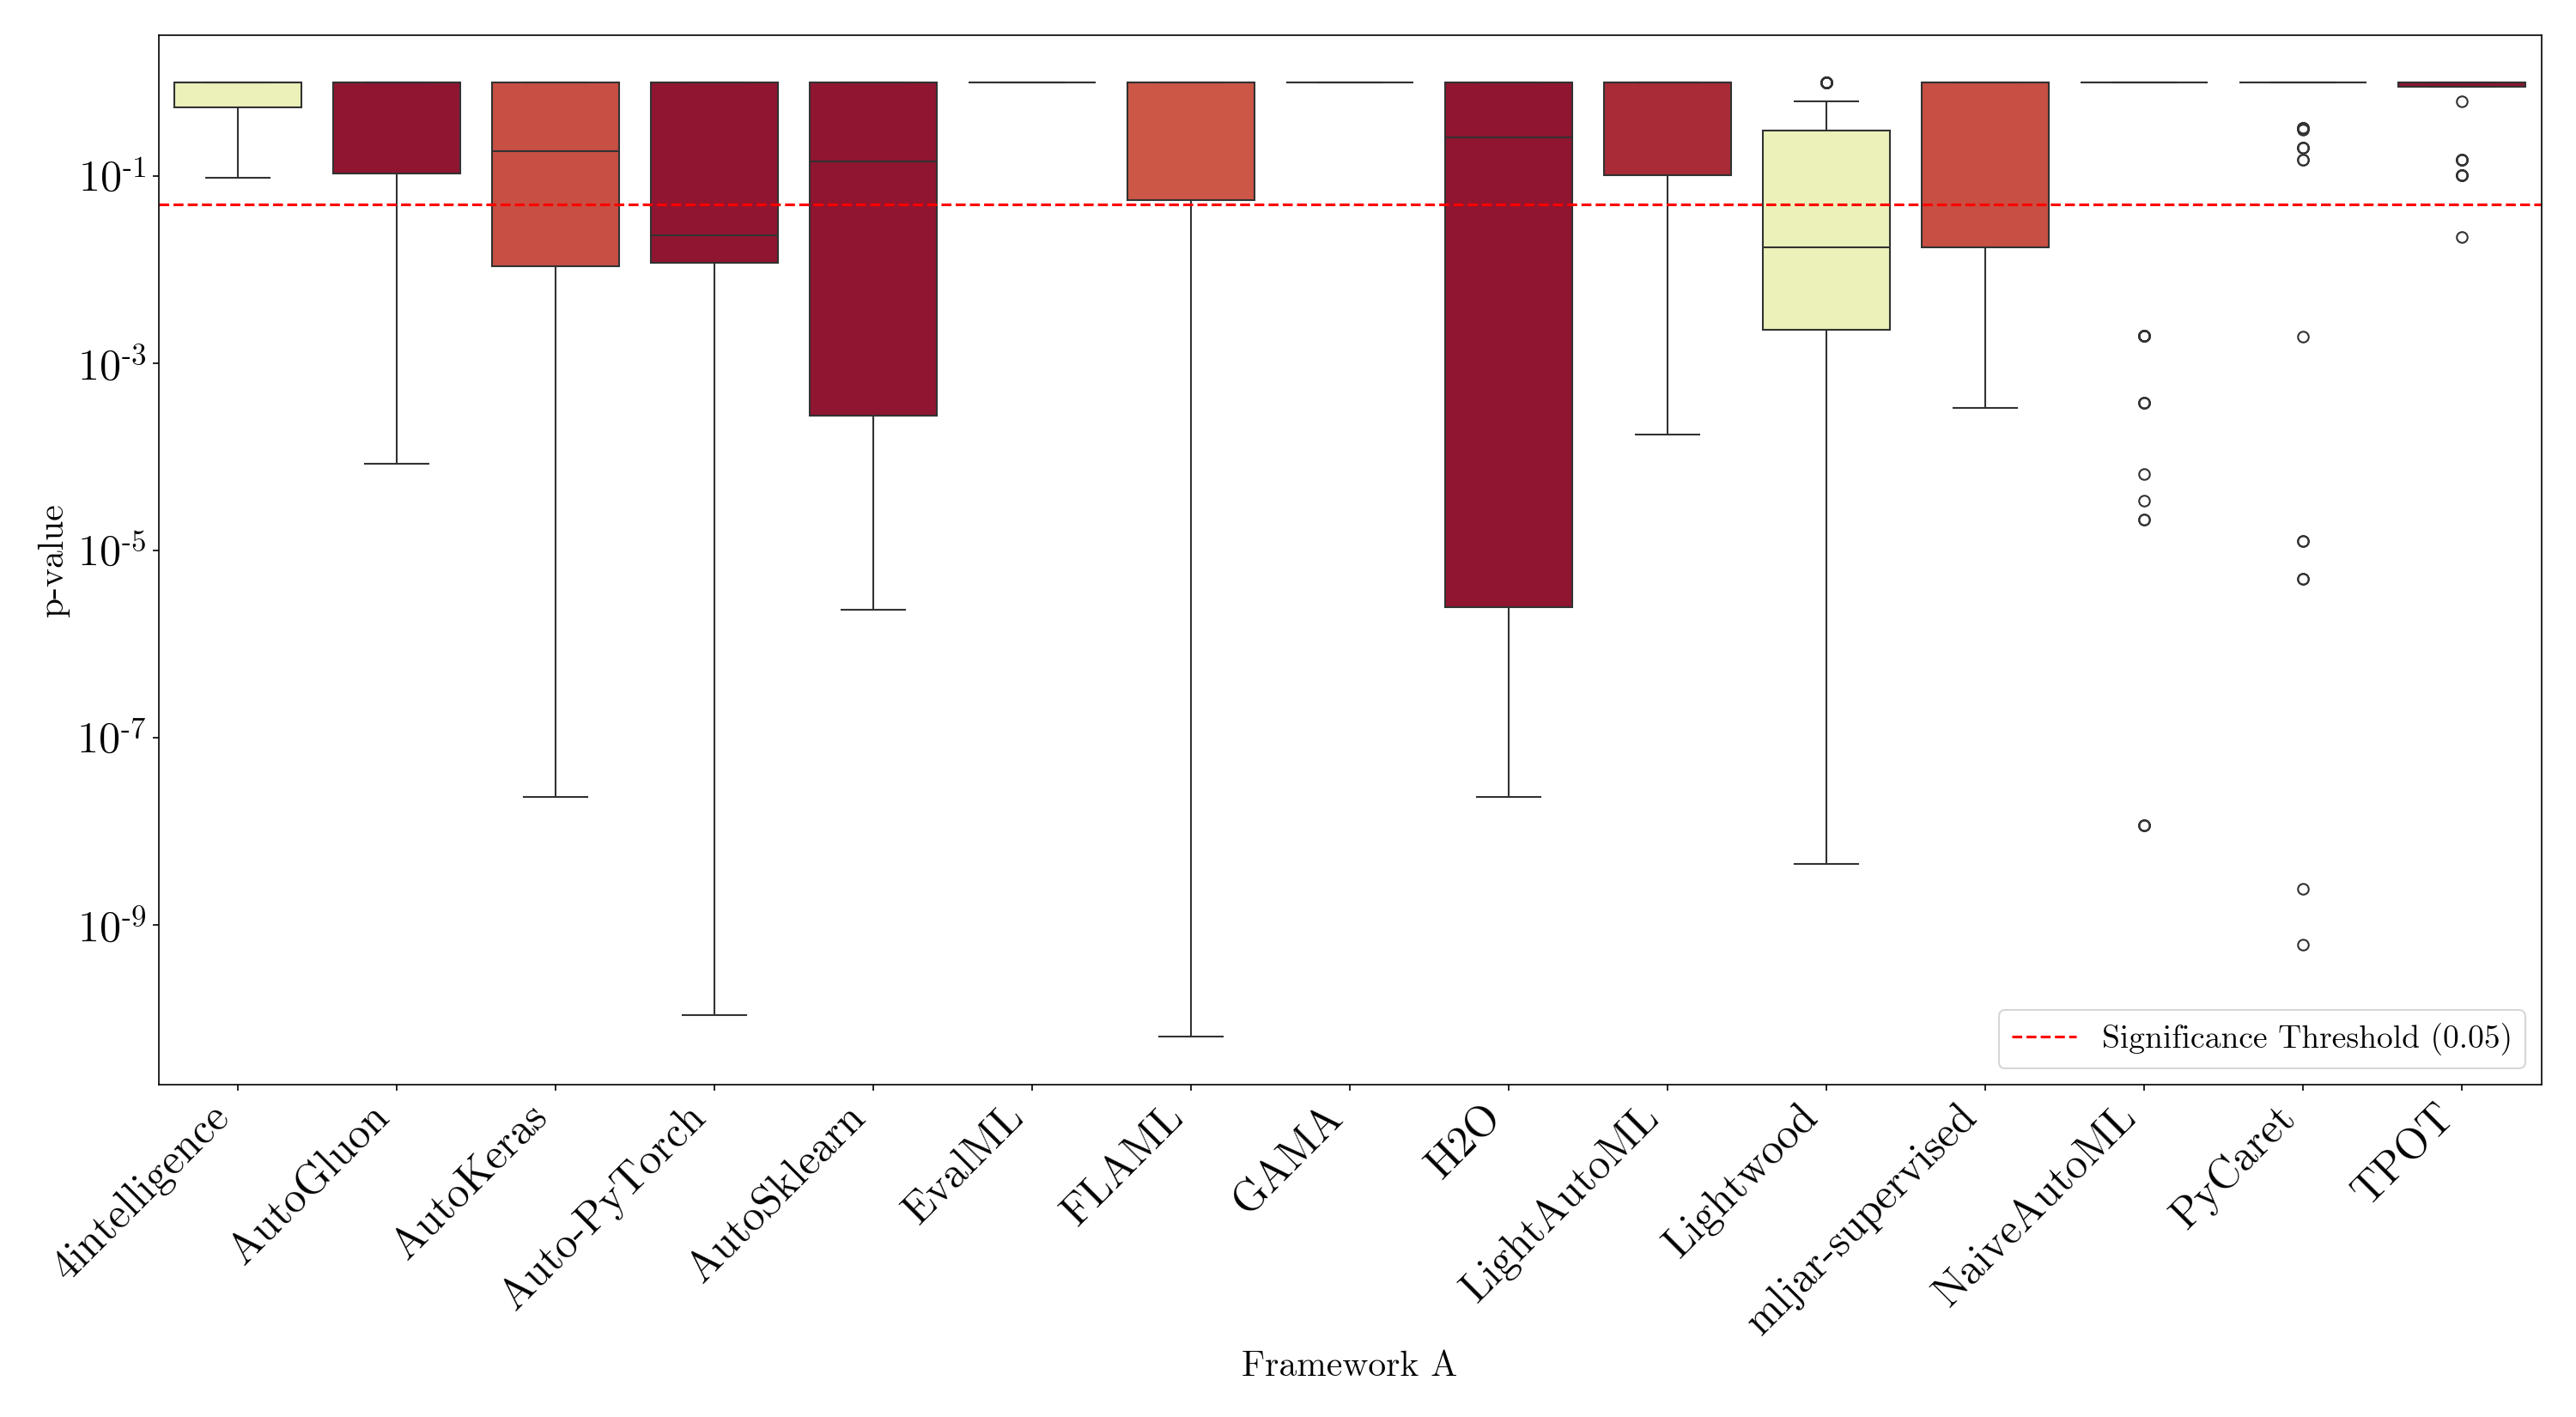 10-1
10-3
10-5
10-7
10-9
p-value
Significance Threshold (0.05)
4intelligence
AutoGluon
AutoKeras
Auto-PyTorch
AutoSklearn
EvalML
FLAML
GAMA
H2O
LightAutoML
Lightwood
mljar-supervised
NaiveAutoML
PyCaret
TPOT
Framework A